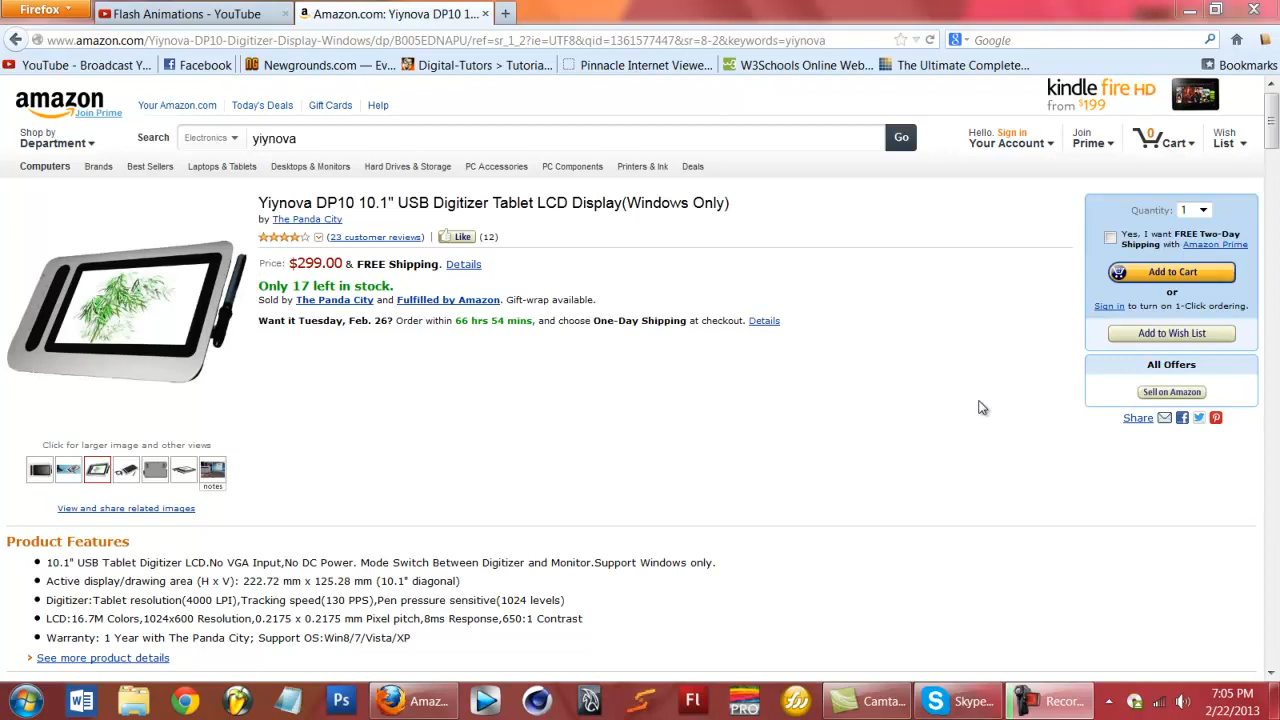 Firefox
Flash Animations - YouTube
Amazon.com: Yiynova DP10 10.1" USB Digitizer Tablet LCD Display(Windows Only)
www.amazon.com/Yiynova-DP10-Digitizer-Display-Windows/dp/B005EDNAPU/ref=sr_1_2?ie=UTF8&qid=1361577447&sr=8-2&keywords=yiynova
Google
YouTube - Broadcast Y...
Facebook
Newgrounds.com — Ev...
Digital-Tutors > Tutoria...
Pinnacle Internet Viewe...
W3Schools Online Web...
The Ultimate Complete...
Bookmarks
amazon
Join Prime
Your Amazon.com
Today's Deals
Gift Cards
Help
kindle fire HD
from $199
Shop by
Department
Search
Electronics
yiynova
Go
Hello. Sign in
Your Account
Join
Prime
0
Cart
Wish
List
Computers
Brands
Best Sellers
Laptops & Tablets
Desktops & Monitors
Hard Drives & Storage
PC Accessories
PC Components
Printers & Ink
Deals
Yiynova DP10 10.1" USB Digitizer Tablet LCD Display(Windows Only)
by The Panda City
(23 customer reviews)
Like
(12)
Price: $299.00 & FREE Shipping. Details
Only 17 left in stock.
Sold by The Panda City and Fulfilled by Amazon. Gift-wrap available.
Want it Tuesday, Feb. 26? Order within 66 hrs 54 mins, and choose One-Day Shipping at checkout. Details
Quantity: 1
Yes, I want FREE Two-Day
Shipping with Amazon Prime
Add to Cart
or
Sign in to turn on 1-Click ordering.
Add to Wish List
All Offers
Sell on Amazon
Share
Click for larger image and other views
notes
View and share related images
Product Features
10.1" USB Tablet Digitizer LCD.No VGA Input,No DC Power. Mode Switch Between Digitizer and Monitor.Support Windows only.
Active display/drawing area (H x V): 222.72 mm x 125.28 mm (10.1" diagonal)
Digitizer:Tablet resolution(4000 LPI),Tracking speed(130 PPS),Pen pressure sensitive(1024 levels)
LCD:16.7M Colors,1024x600 Resolution,0.2175 x 0.2175 mm Pixel pitch,8ms Response,650:1 Contrast
Warranty: 1 Year with The Panda City; Support OS:Win8/7/Vista/XP
See more product details
Ps
Amaz...
Fl
PRO
Camta...
Skype...
Recor...
7:05 PM
2/22/2013